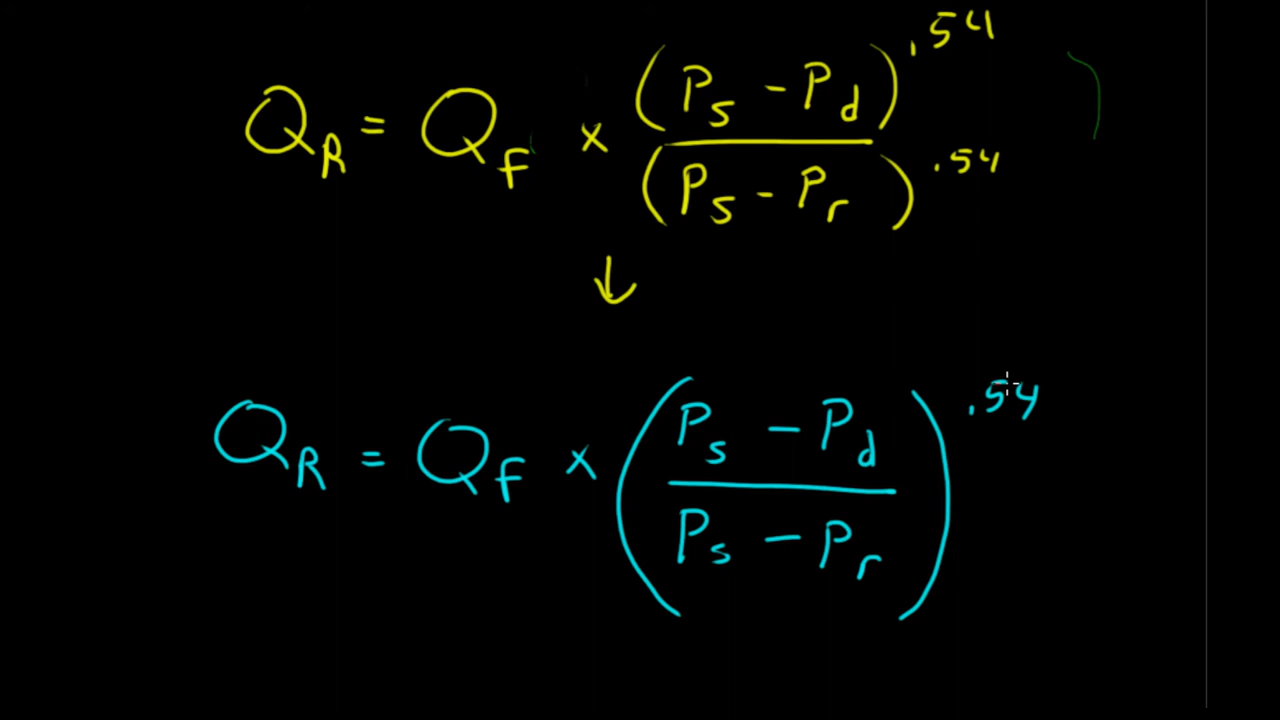 Q_R = Q_F × (P_s - P_d)^.54 / (P_s - P_r)^.54
↓
Q_R = Q_F × ((P_s - P_d) / (P_s - P_r))^.54